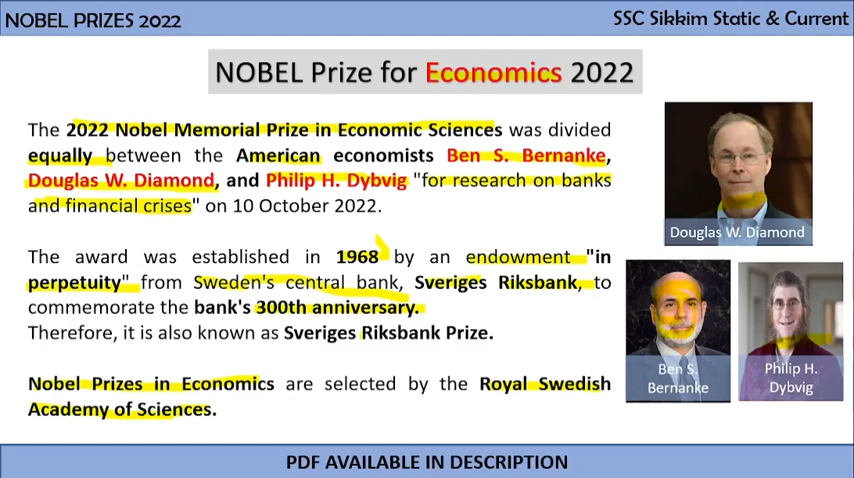 NOBEL PRIZES 2022
SSC Sikkim Static & Current
NOBEL Prize for Economics 2022
The 2022 Nobel Memorial Prize in Economic Sciences was divided
equally between the American economists Ben S. Bernanke,
Douglas W. Diamond, and Philip H. Dybvig "for research on banks
and financial crises" on 10 October 2022.
The award was established in 1968 by an endowment "in
perpetuity" from Sweden's central bank, Sveriges Riksbank, to
commemorate the bank's 300th anniversary.
Therefore, it is also known as Sveriges Riksbank Prize.
Nobel Prizes in Economics are selected by the Royal Swedish
Academy of Sciences.
Douglas W. Diamond
Ben S.
Bernanke
Philip H.
Dybvig
PDF AVAILABLE IN DESCRIPTION